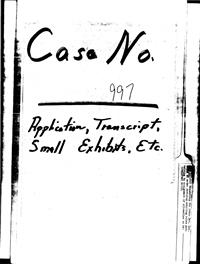 Case No.
997
Application, Transcript,
Small Exhibits, Etc.